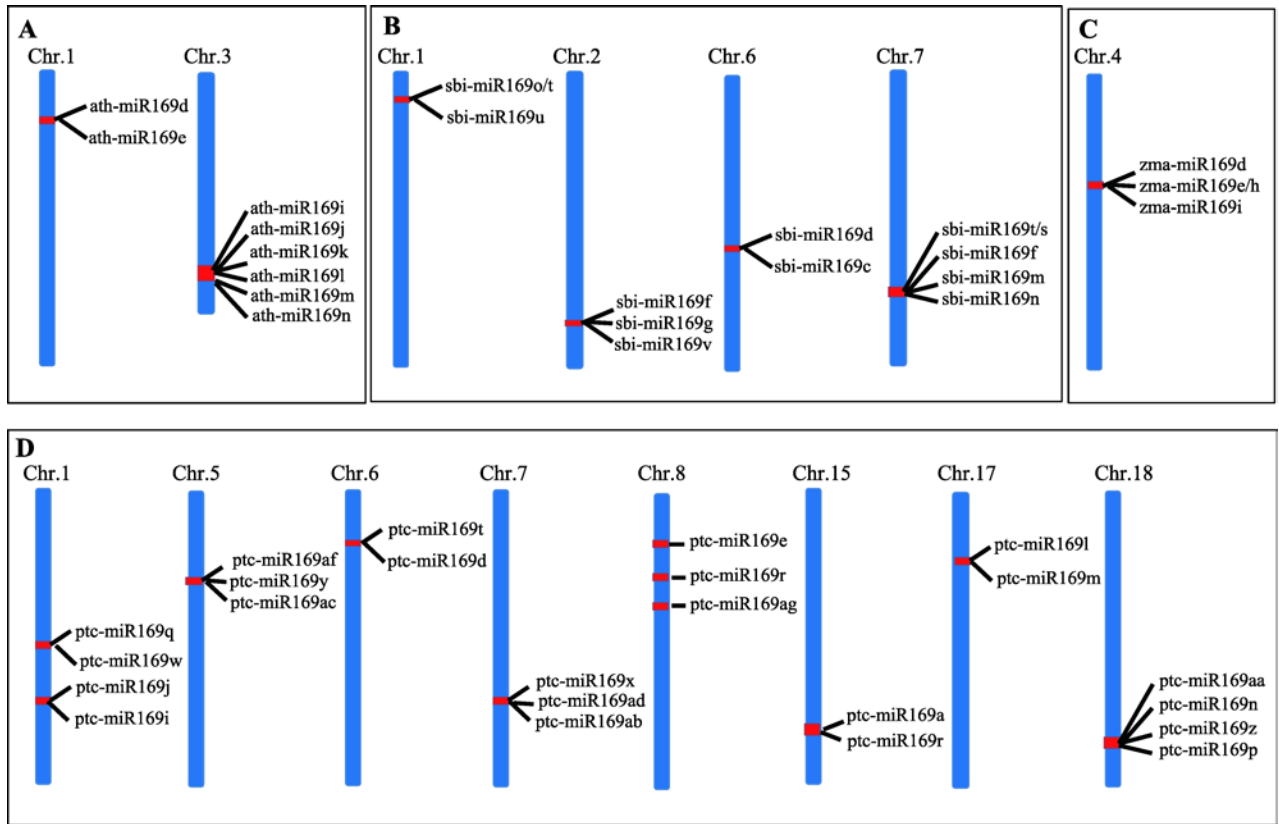 A
Chr.1
Chr.3
ath-miR169d
ath-miR169e
ath-miR169i
ath-miR169j
ath-miR169k
ath-miR169l
ath-miR169m
ath-miR169n
B
Chr.1
Chr.2
Chr.6
Chr.7
sbi-miR169o/t
sbi-miR169u
sbi-miR169f
sbi-miR169g
sbi-miR169v
sbi-miR169d
sbi-miR169c
sbi-miR169t/s
sbi-miR169f
sbi-miR169m
sbi-miR169n
C
Chr.4
zma-miR169d
zma-miR169e/h
zma-miR169i
D
Chr.1
Chr.5
Chr.6
Chr.7
Chr.8
Chr.15
Chr.17
Chr.18
ptc-miR169q
ptc-miR169w
ptc-miR169j
ptc-miR169i
ptc-miR169af
ptc-miR169y
ptc-miR169ac
ptc-miR169t
ptc-miR169d
ptc-miR169x
ptc-miR169ad
ptc-miR169ab
ptc-miR169e
ptc-miR169r
ptc-miR169ag
ptc-miR169a
ptc-miR169r
ptc-miR169l
ptc-miR169m
ptc-miR169aa
ptc-miR169n
ptc-miR169z
ptc-miR169p